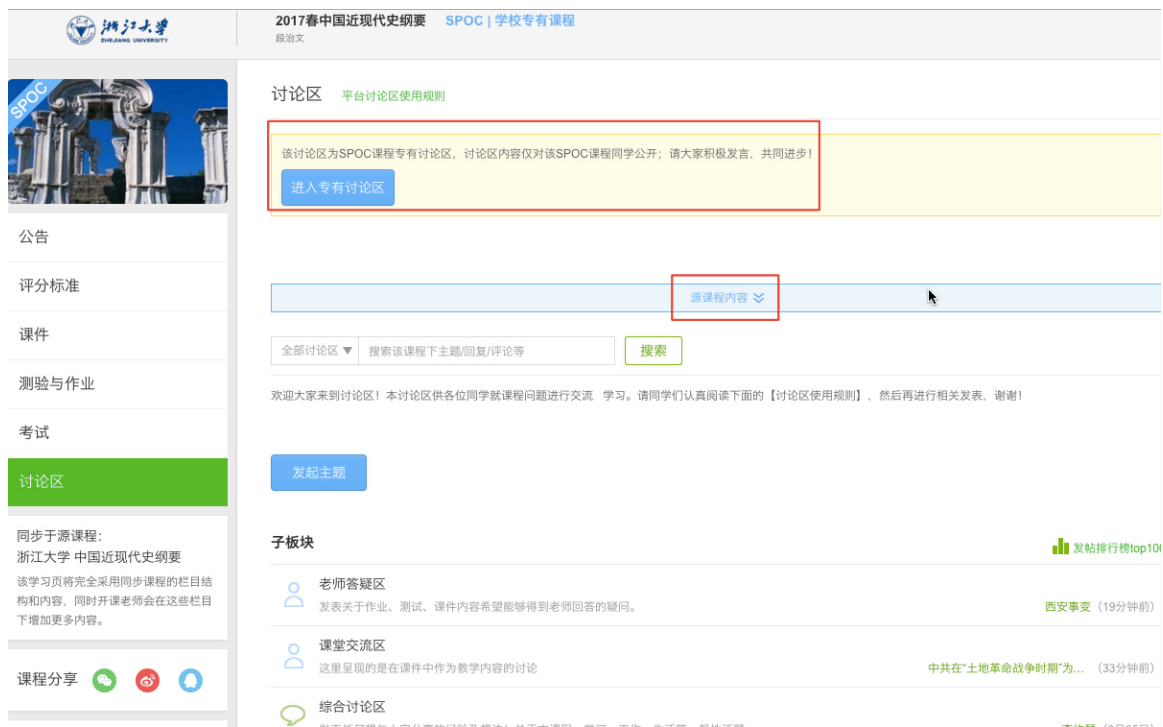 浙江大学
ZHEJIANG UNIVERSITY
2017春中国近现代史纲要 SPOC | 学校专有课程
段治文
SPOC
公告
评分标准
课件
测验与作业
考试
讨论区
同步于源课程:
浙江大学 中国近现代史纲要
该学习页将完全采用同步课程的栏目结
构和内容,同时开课老师会在这些栏目
下增加更多内容。
课程分享
讨论区 平台讨论区使用规则
该讨论区为SPOC课程专有讨论区,讨论区内容仅对该SPOC课程同学公开;请大家积极发言,共同进步!
进入专有讨论区
源课程内容
全部讨论区 ▼ 搜索该课程下主题/回复/评论等 搜索
欢迎大家来到讨论区!本讨论区供各位同学就课程问题进行交流 学习。请同学们认真阅读下面的【讨论区使用规则】,然后再进行相关发表,谢谢!
发起主题
子板块 发帖排行榜top100
老师答疑区
发表关于作业、测试、课件内容希望能够得到老师回答的疑问。 西安事变(19分钟前)
课堂交流区
这里呈现的是在课件中作为教学内容的讨论 中共在“土地革命战争时期”为... (33分钟前)
综合讨论区